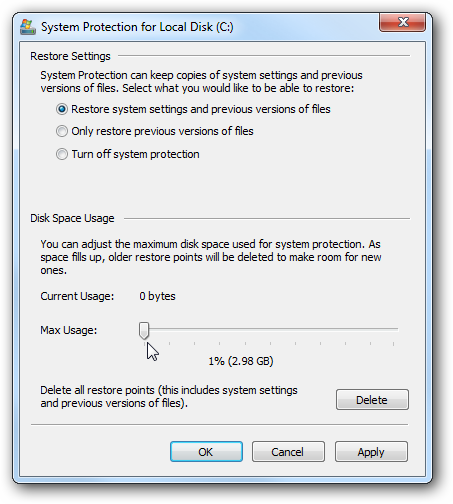 System Protection for Local Disk (C:)
Restore Settings
System Protection can keep copies of system settings and previous
versions of files. Select what you would like to be able to restore:
Restore system settings and previous versions of files
Only restore previous versions of files
Turn off system protection
Disk Space Usage
You can adjust the maximum disk space used for system protection. As
space fills up, older restore points will be deleted to make room for new
ones.
Current Usage: 0 bytes
Max Usage:
1% (2.98 GB)
Delete all restore points (this includes system settings
and previous versions of files).
Delete
OK Cancel Apply